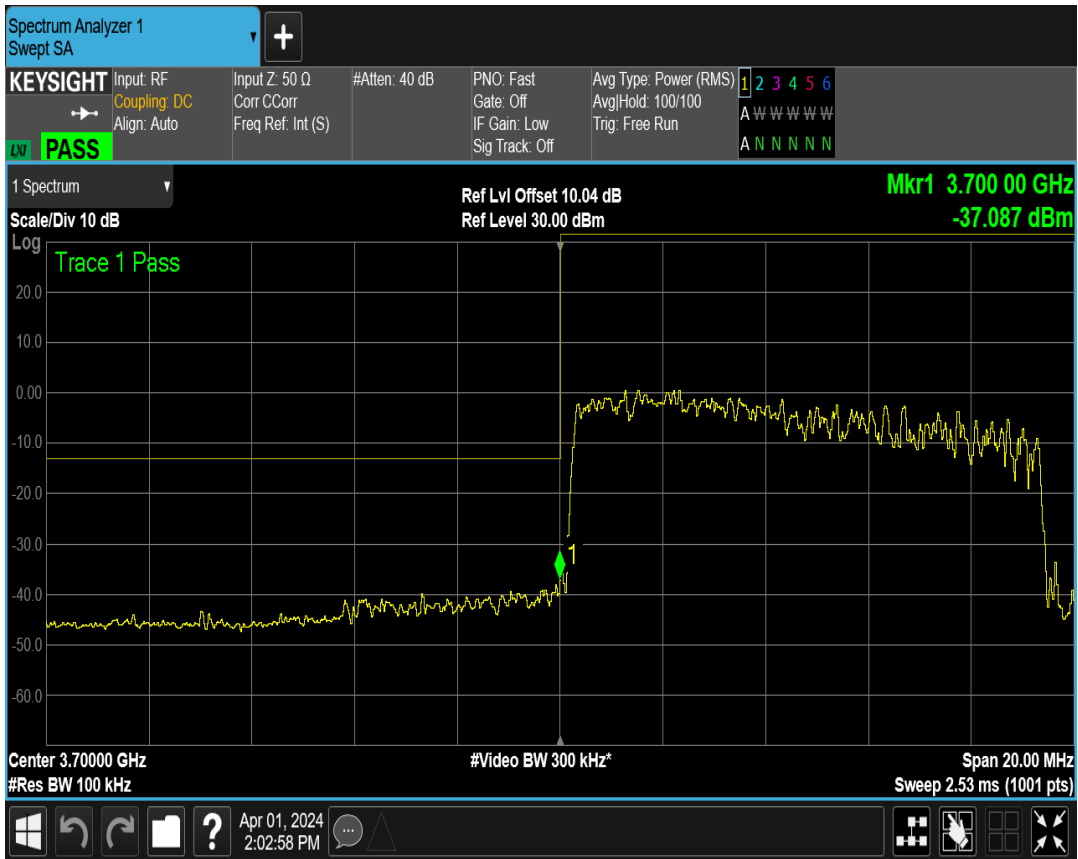 Spectrum Analyzer 1
Swept SA
+
KEYSIGHT
Input: RF
Coupling: DC
Align: Auto
LXI
PASS
Input Z: 50 Ω
Corr CCorr
Freq Ref: Int (S)
#Atten: 40 dB
PNO: Fast
Gate: Off
IF Gain: Low
Sig Track: Off
Avg Type: Power (RMS)
Avg|Hold: 100/100
Trig: Free Run
1 2 3 4 5 6
A W W W W W
A N N N N N
1 Spectrum
Scale/Div 10 dB
Ref Lvl Offset 10.04 dB
Ref Level 30.00 dBm
Mkr1 3.700 00 GHz
-37.087 dBm
Log
Trace 1 Pass
20.0
10.0
0.00
-10.0
-20.0
-30.0
-40.0
-50.0
-60.0
1
Center 3.70000 GHz
#Res BW 100 kHz
#Video BW 300 kHz*
Span 20.00 MHz
Sweep 2.53 ms (1001 pts)
?
Apr 01, 2024
2:02:58 PM